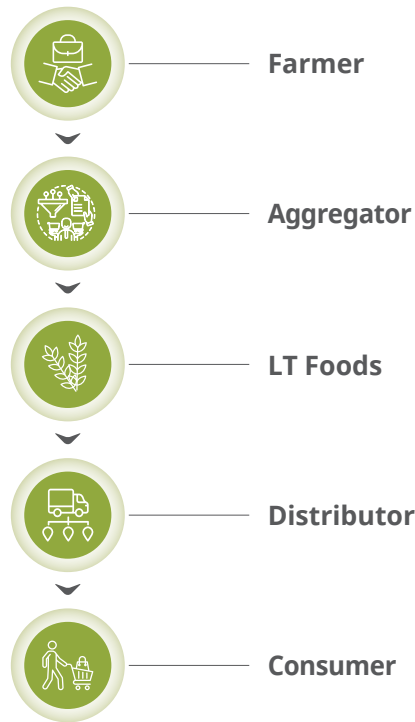 Farmer
Aggregator
LT Foods
Distributor
Consumer